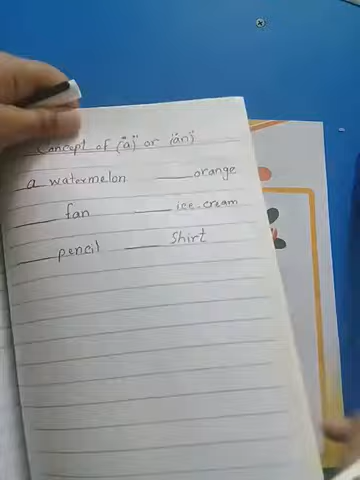 Concept of "a" or "an"
a watermelon ____ orange
____ fan ____ ice-cream
____ pencil ____ Shirt